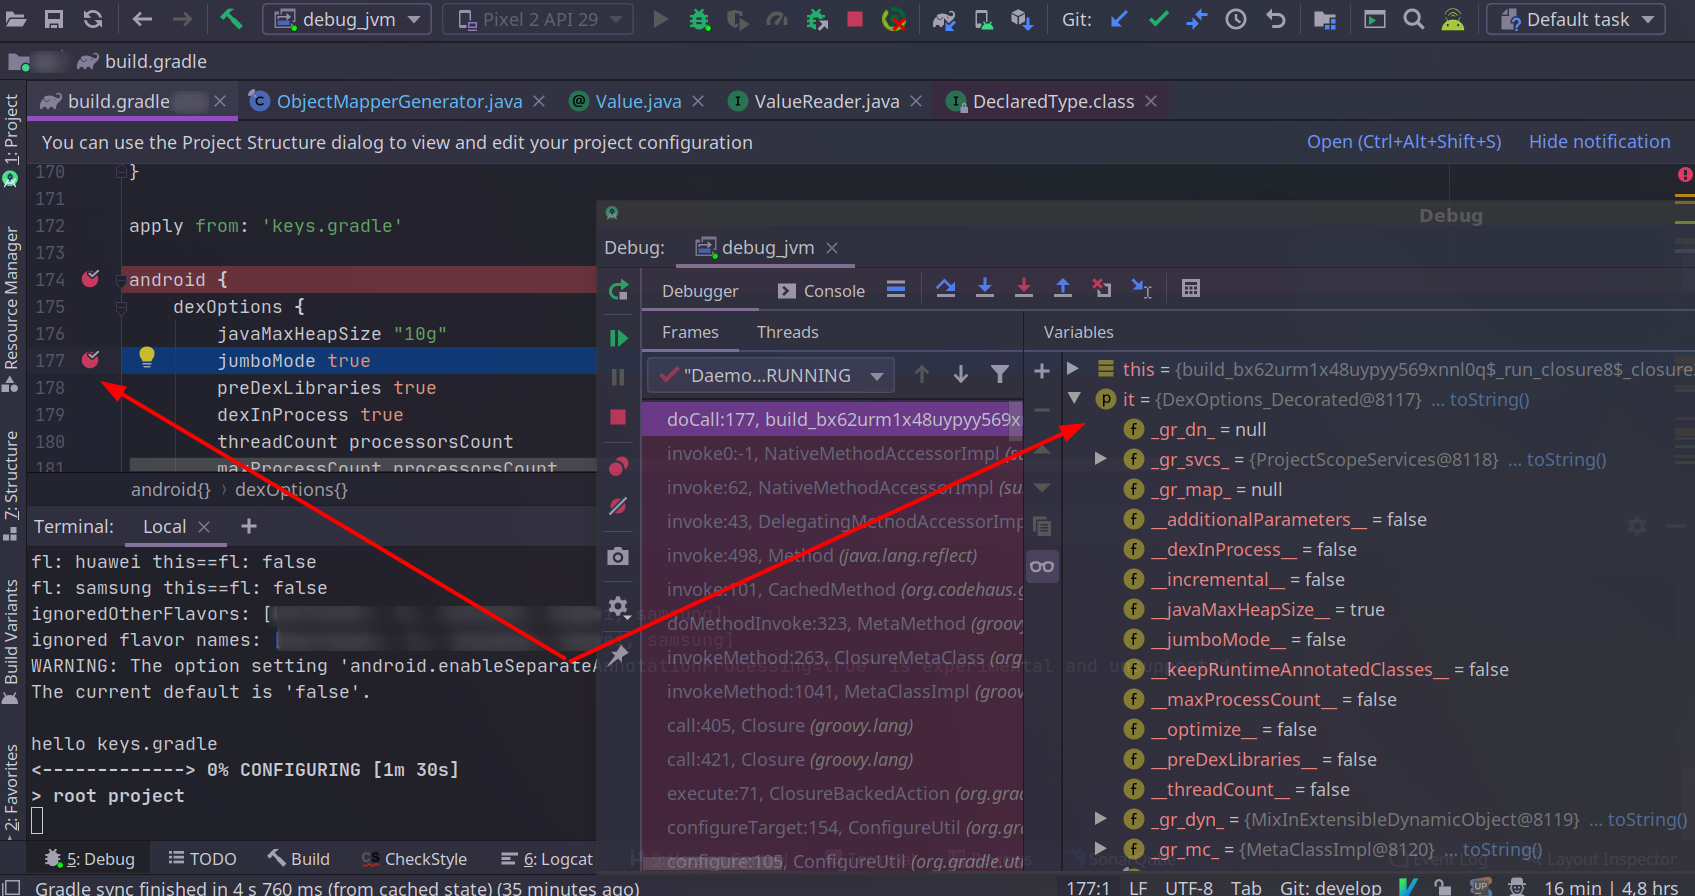 debug_jvm
Pixel 2 API 29
Git:
Default task
build.gradle
build.gradle
ObjectMapperGenerator.java
Value.java
ValueReader.java
DeclaredType.class
You can use the Project Structure dialog to view and edit your project configuration
Open (Ctrl+Alt+Shift+S)
Hide notification
1: Project
Resource Manager
7: Structure
Build Variants
2: Favorites
170 }
171
172 apply from: 'keys.gradle'
173
174 android {
175 dexOptions {
176 javaMaxHeapSize "10g"
177 jumboMode true
178 preDexLibraries true
179 dexInProcess true
180 threadCount processorsCount
181 maxProcessCount processorsCount
android{} › dexOptions{}
Terminal: Local +
fl: huawei this==fl: false
fl: samsung this==fl: false
ignoredOtherFlavors: [
samsung]
ignored flavor names:
samsung]
WARNING: The option setting 'android.enableSeparateAnnotationProcessing=true' is experimental and unsupported
The current default is 'false'.
hello keys.gradle
<-------------> 0% CONFIGURING [1m 30s]
> root project
Debug
Debug: debug_jvm
Debugger
Console
Frames
Threads
"Daemo...RUNNING
doCall:177, build_bx62urm1x48uypyy569x
invoke0:-1, NativeMethodAccessorImpl (su
invoke:62, NativeMethodAccessorImpl (su
invoke:43, DelegatingMethodAccessorImp
invoke:498, Method (java.lang.reflect)
invoke:101, CachedMethod (org.codehaus.g
doMethodInvoke:323, MetaMethod (groovy
invokeMethod:263, ClosureMetaClass (org
invokeMethod:1041, MetaClassImpl (groov
call:405, Closure (groovy.lang)
call:421, Closure (groovy.lang)
execute:71, ClosureBackedAction (org.grad
configureTarget:154, ConfigureUtil (org.gr
configure:105, ConfigureUtil (org.gradle.ut
Variables
this = {build_bx62urm1x48uypyy569xnnl0q$_run_closure8$_closure
it = {DexOptions_Decorated@8117} ... toString()
_gr_dn_ = null
_gr_svcs_ = {ProjectScopeServices@8118} ... toString()
_gr_map_ = null
__additionalParameters__ = false
__dexInProcess__ = false
__incremental__ = false
__javaMaxHeapSize__ = true
__jumboMode__ = false
__keepRuntimeAnnotatedClasses__ = false
__maxProcessCount__ = false
__optimize__ = false
__preDexLibraries__ = false
__threadCount__ = false
_gr_dyn_ = {MixInExtensibleDynamicObject@8119} ... toString()
_gr_mc_ = {MetaClassImpl@8120} ... toString()
5: Debug
TODO
Build
CheckStyle
6: Logcat
Event Log
Layout Inspector
Gradle sync finished in 4 s 760 ms (from cached state) (35 minutes ago)
177:1 LF UTF-8 Tab Git: develop
16 min | 4,8 hrs